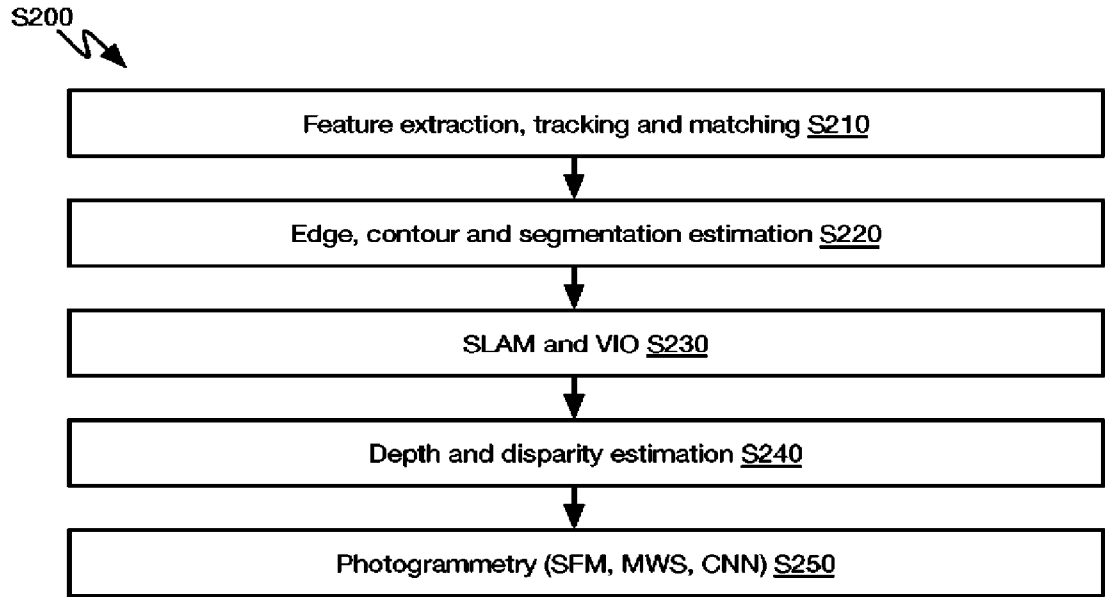 S200
Feature extraction, tracking and matching S210
Edge, contour and segmentation estimation S220
SLAM and VIO S230
Depth and disparity estimation S240
Photogrammetry (SFM, MWS, CNN) S250